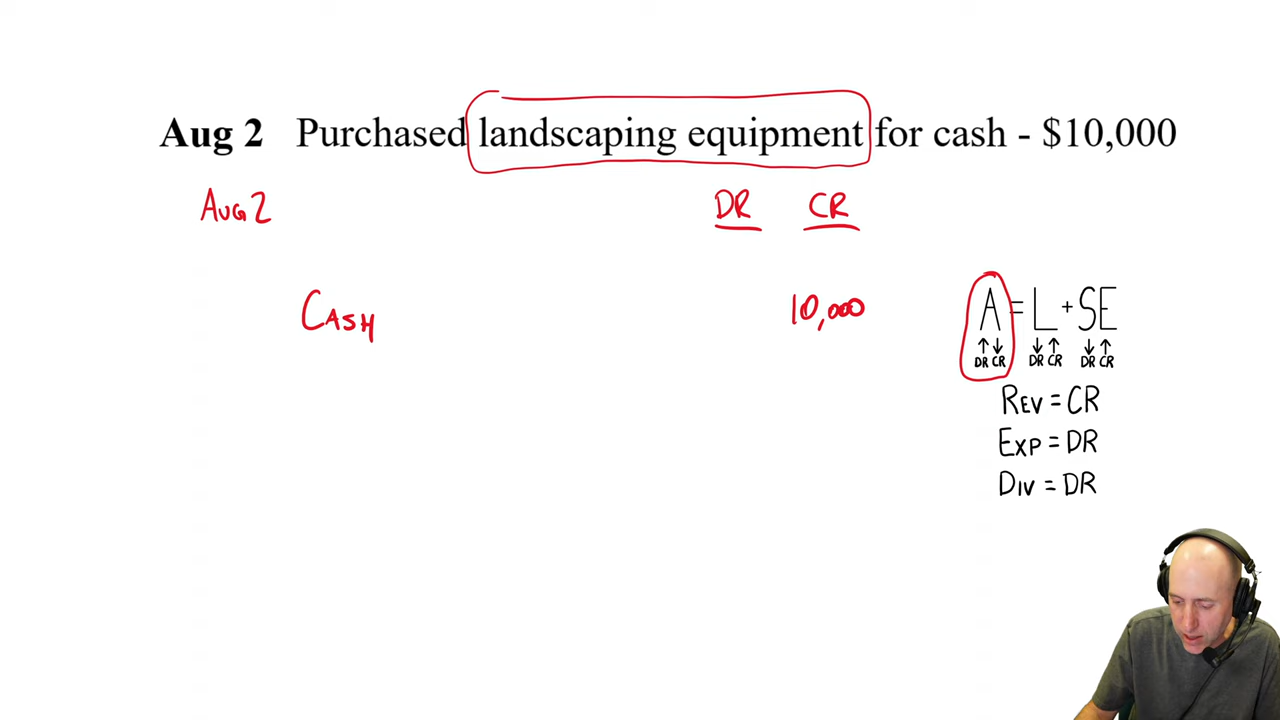 Aug 2 Purchased landscaping equipment for cash - $10,000
Aug 2 DR CR
Cash 10,000
A = L + SE
↑ ↓ ↓ ↑ ↓ ↑
DR CR DR CR DR CR
Rev = CR
Exp = DR
Div = DR